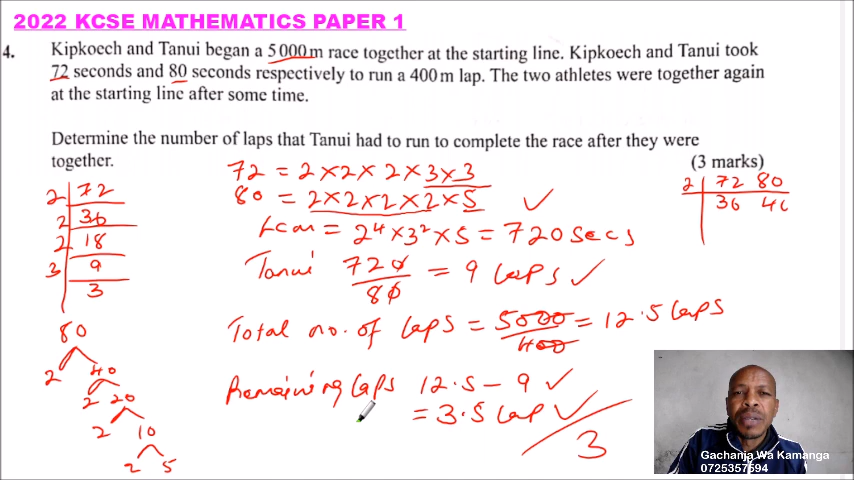 2022 KCSE MATHEMATICS PAPER 1
4. Kipkoech and Tanui began a 5 000 m race together at the starting line. Kipkoech and Tanui took
72 seconds and 80 seconds respectively to run a 400 m lap. The two athletes were together again
at the starting line after some time.
Determine the number of laps that Tanui had to run to complete the race after they were
together. (3 marks)
72 = 2 × 2 × 2 × 3 × 3
80 = 2 × 2 × 2 × 2 × 5 ✓
Lcm = 2⁴ × 3² × 5 = 720 secs
Tanui 720/80 = 9 laps ✓
Total no. of laps = 5000/400 = 12.5 laps
Remaining laps 12.5 − 9 ✓
= 3.5 lap ✓
3
2 | 72
2 | 36
2 | 18
3 | 9
3
80
2 40
2 20
2 10
2 5
2 | 72 80
36 40
Gachanja Wa Kamanga
0725357594